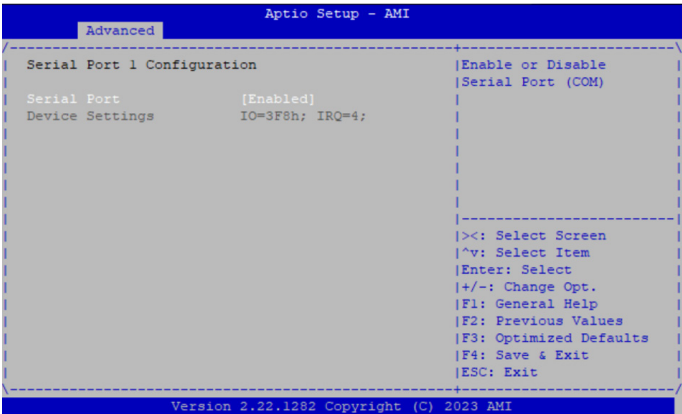 Aptio Setup - AMI
Advanced
Serial Port 1 Configuration
Serial Port [Enabled]
Device Settings IO=3F8h; IRQ=4;
Enable or Disable
Serial Port (COM)
><: Select Screen
^v: Select Item
Enter: Select
+/-: Change Opt.
F1: General Help
F2: Previous Values
F3: Optimized Defaults
F4: Save & Exit
ESC: Exit
Version 2.22.1282 Copyright (C) 2023 AMI